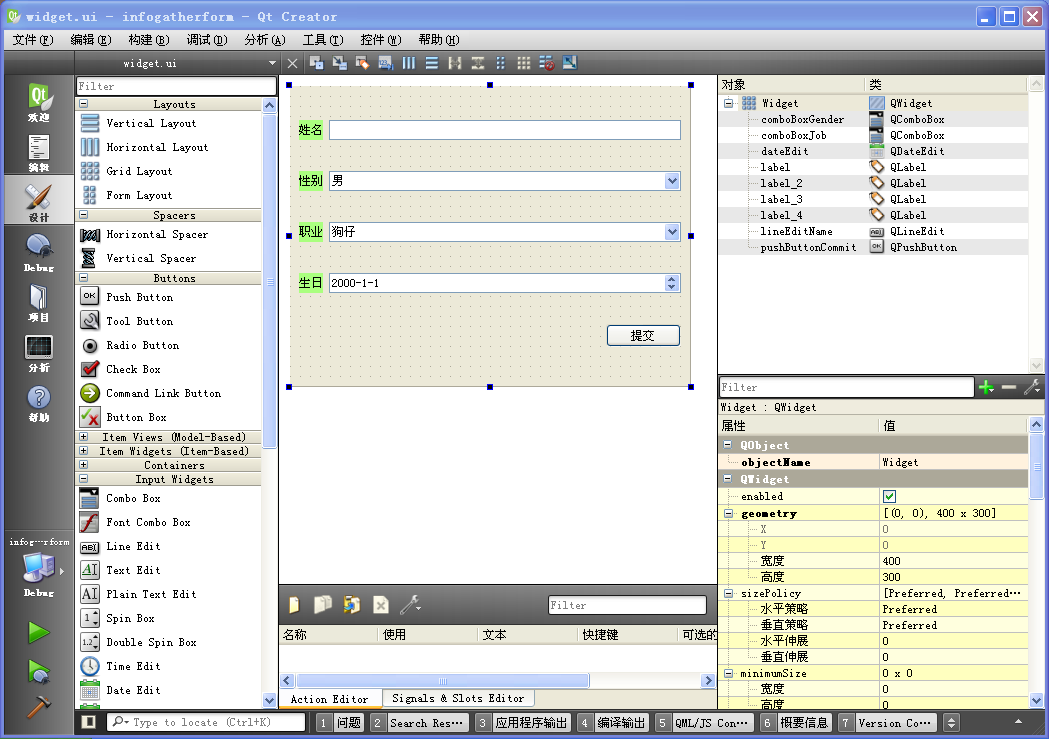 widget.ui - infogatherform - Qt Creator
文件(F) 编辑(E) 构建(B) 调试(D) 分析(A) 工具(T) 控件(W) 帮助(H)
widget.ui
欢迎
编辑
设计
Debug
项目
分析
帮助
infog…rform
Debug
Filter
Layouts
Vertical Layout
Horizontal Layout
Grid Layout
Form Layout
Spacers
Horizontal Spacer
Vertical Spacer
Buttons
OK Push Button
Tool Button
Radio Button
Check Box
Command Link Button
Button Box
Item Views (Model-Based)
Item Widgets (Item-Based)
Containers
Input Widgets
Combo Box
Font Combo Box
ABI Line Edit
AI Text Edit
AI Plain Text Edit
1 Spin Box
1.2 Double Spin Box
Time Edit
Date Edit
姓名
性别 男
职业 狗仔
生日 2000-1-1
提交
Filter
名称 使用 文本 快捷键 可选的
Action Editor Signals & Slots Editor
对象 类
Widget QWidget
comboBoxGender QComboBox
comboBoxJob QComboBox
dateEdit QDateEdit
label QLabel
label_2 QLabel
label_3 QLabel
label_4 QLabel
lineEditName QLineEdit
pushButtonCommit QPushButton
Filter
Widget : QWidget
属性 值
QObject
objectName Widget
QWidget
enabled
geometry [(0, 0), 400 x 300]
X 0
Y 0
宽度 400
高度 300
sizePolicy [Preferred, Preferred…
水平策略 Preferred
垂直策略 Preferred
水平伸展 0
垂直伸展 0
minimumSize 0 x 0
宽度 0
高度 0
Type to locate (Ctrl+K) 1 问题 2 Search Res… 3 应用程序输出 4 编译输出 5 QML/JS Con… 6 概要信息 7 Version Co…